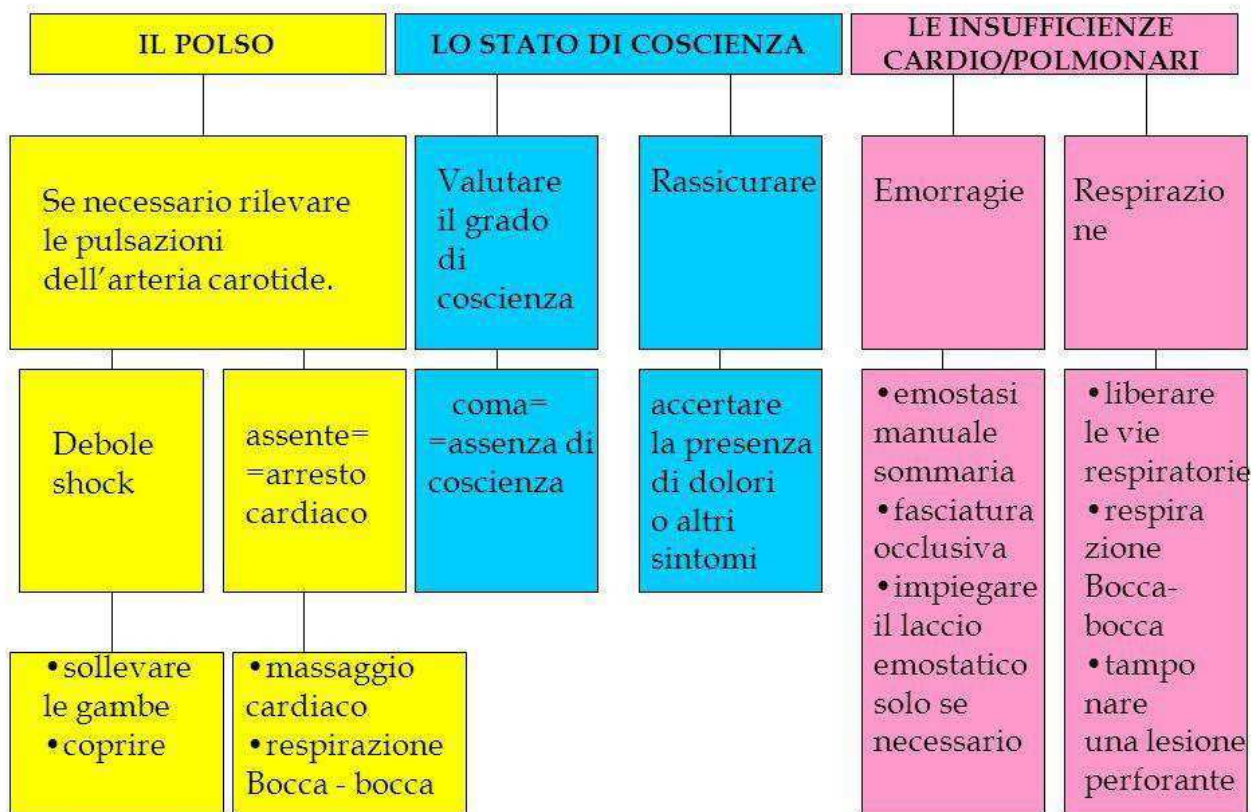 IL POLSO
LO STATO DI COSCIENZA
LE INSUFFICIENZE
CARDIO/POLMONARI
Se necessario rilevare
le pulsazioni
dell'arteria carotide.
Valutare
il grado
di
coscienza
Rassicurare
Emorragie
Respirazio
ne
Debole
shock
assente=
=arresto
cardiaco
coma=
=assenza di
coscienza
accertare
la presenza
di dolori
o altri
sintomi
•emostasi
manuale
sommaria
•fasciatura
occlusiva
•impiegare
il laccio
emostatico
solo se
necessario
•liberare
le vie
respiratorie
•respira
zione
Bocca-
bocca
•tampo
nare
una lesione
perforante
•sollevare
le gambe
•coprire
•massaggio
cardiaco
•respirazione
Bocca - bocca